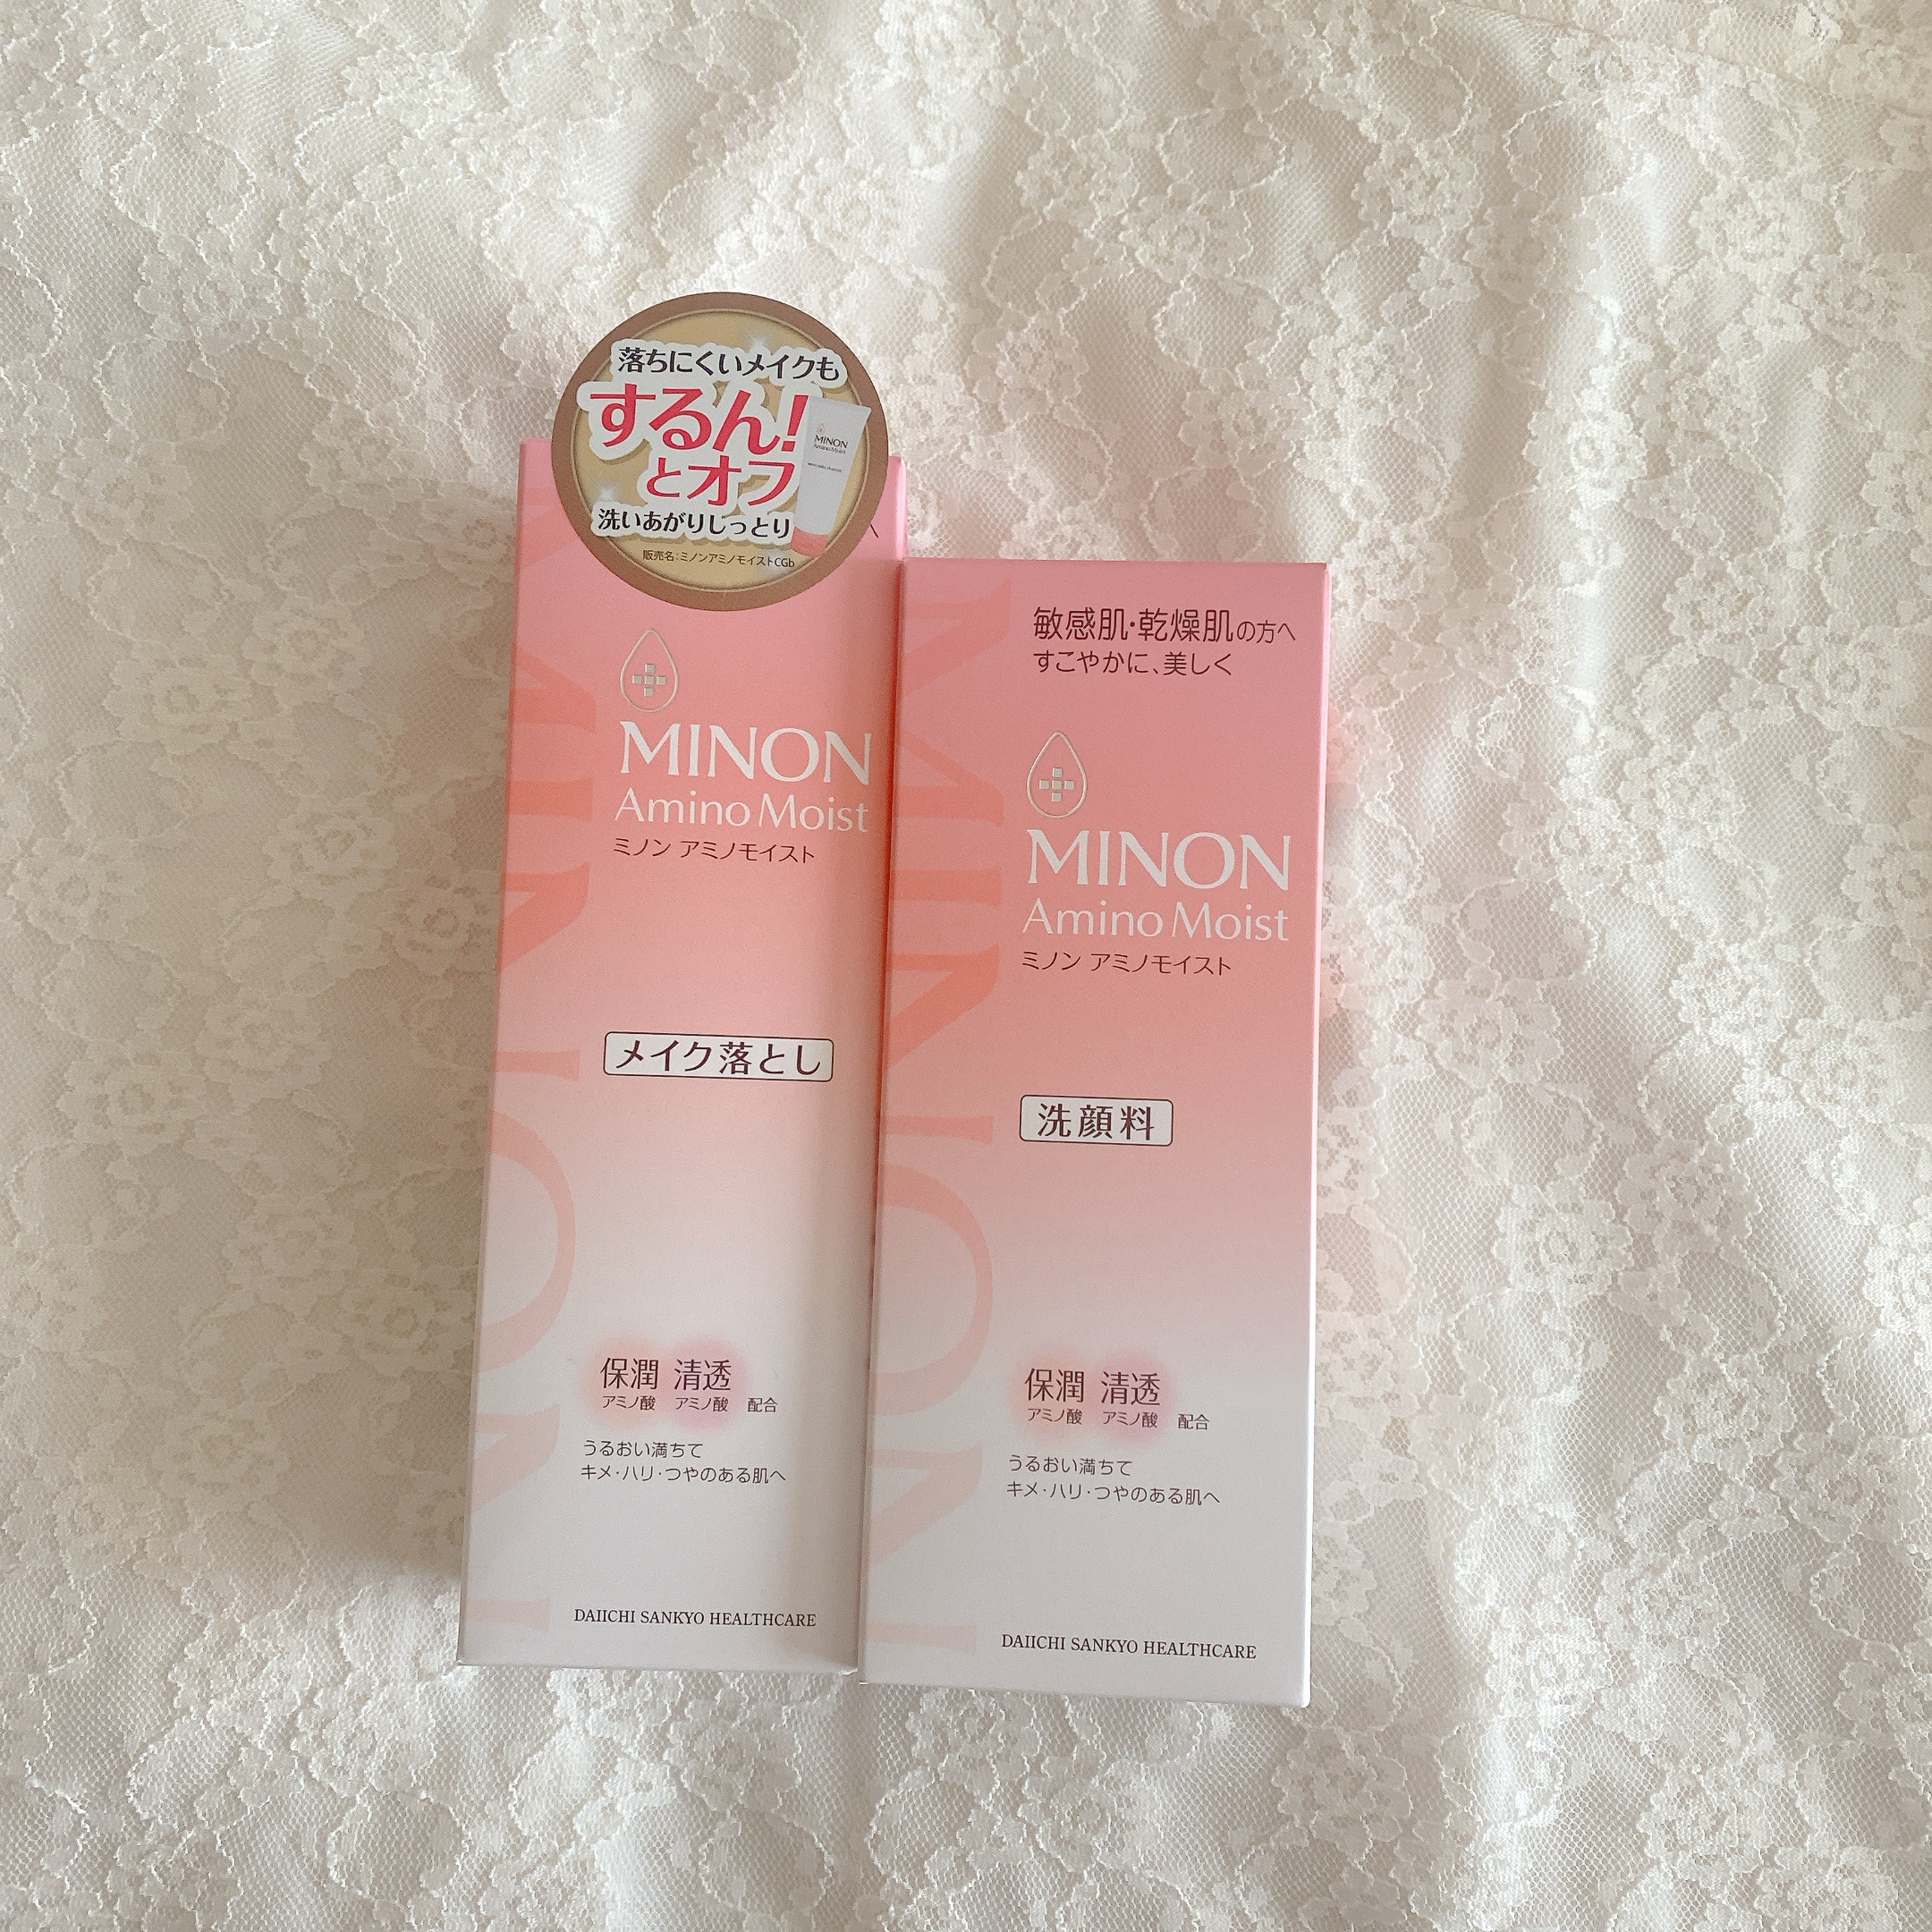 落ちにくいメイクも
するん!
とオフ
洗いあがりしっとり
販売名:ミノンアミノモイストCGb
MINON
Amino Moist
MINON
Amino Moist
ミノン アミノモイスト
メイク落とし
保潤 清透
アミノ酸 アミノ酸 配合
うるおい満ちて
キメ・ハリ・つやのある肌へ
DAIICHI SANKYO HEALTHCARE
MINON
敏感肌・乾燥肌の方へ
すこやかに、美しく
MINON
Amino Moist
ミノン アミノモイスト
洗顔料
保潤 清透
アミノ酸 アミノ酸 配合
うるおい満ちて
キメ・ハリ・つやのある肌へ
DAIICHI SANKYO HEALTHCARE
MINON